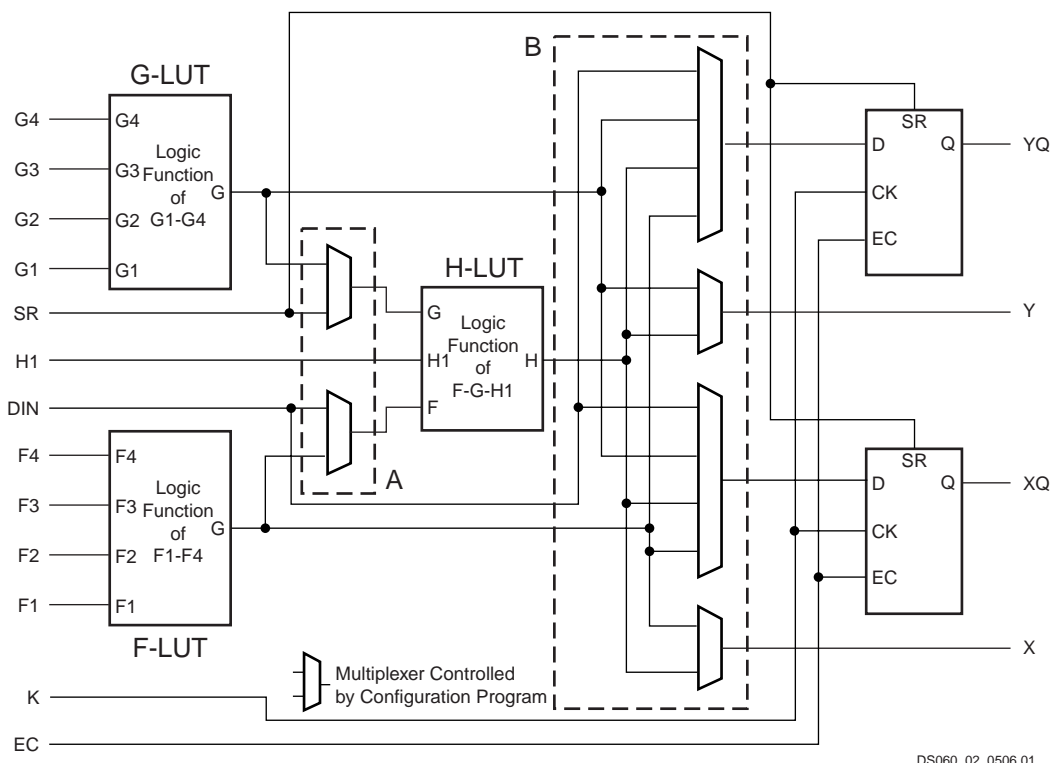 B
G-LUT
G4
G4
G3
G3
Logic
Function
of
G1-G4
G
G2
G2
G1
G1
SR
H1
DIN
H-LUT
G
H1
F
Logic
Function
of
F-G-H1
H
A
F4
F4
F3
F3
Logic
Function
of
F1-F4
G
F2
F2
F1
F1
F-LUT
K
EC
Multiplexer Controlled
by Configuration Program
SR
D
Q
CK
EC
YQ
Y
SR
D
Q
CK
EC
XQ
X
DS060_02_0506 01